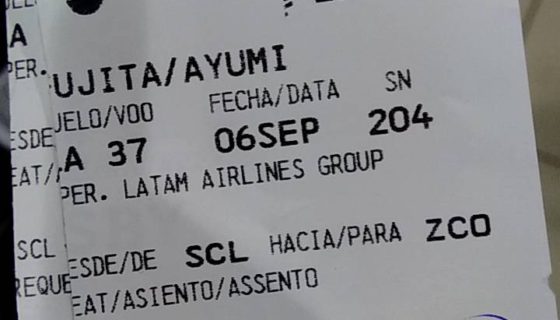 A
PER.
UJITA/AYUMI
UELO/VOO FECHA/DATA SN
ESDE
A 37 06SEP 204
EAT/
PER. LATAM AIRLINES GROUP
SCL
ESDE/DE SCL HACIA/PARA ZCO
REQUE
EAT/ASIENTO/ASSENTO